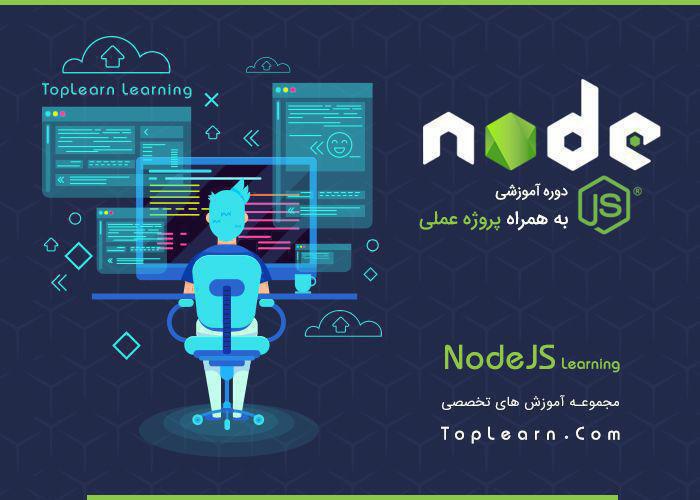 TopLearn Learning
node
JS ®
دوره آموزشی
به همراه پروژه عملی
NodeJS Learning
مجموعـه آموزش های تخصصی
TopLearn.Com